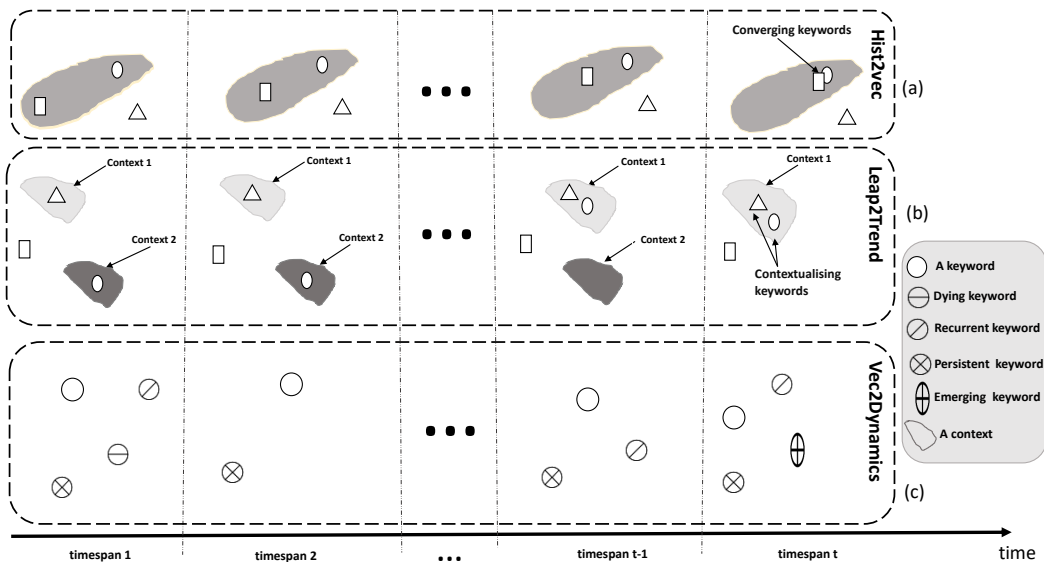 Converging keywords
Hist2vec
(a)
Context 1
Context 2
Context 1
Context 2
Context 1
Context 2
Context 1
Contextualising
keywords
Leap2Trend
(b)
A keyword
Dying keyword
Recurrent keyword
Persistent keyword
Emerging keyword
A context
Vec2Dynamics
(c)
timespan 1
timespan 2
...
timespan t-1
timespan t
time